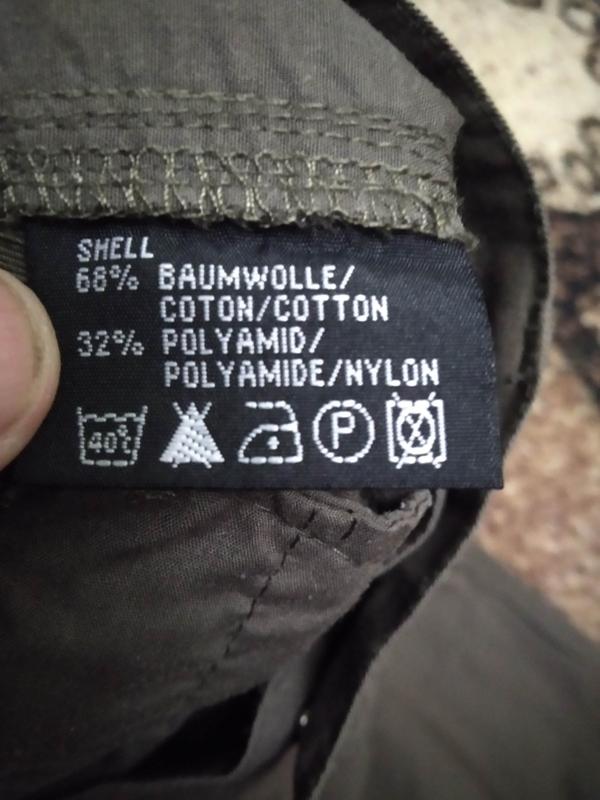 SHELL
68% BAUMWOLLE/
COTON/COTTON
32% POLYAMID/
POLYAMIDE/NYLON
40°C P